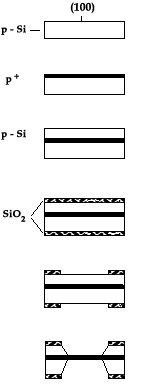 (100)
p - Si
p+
p - Si
SiO2